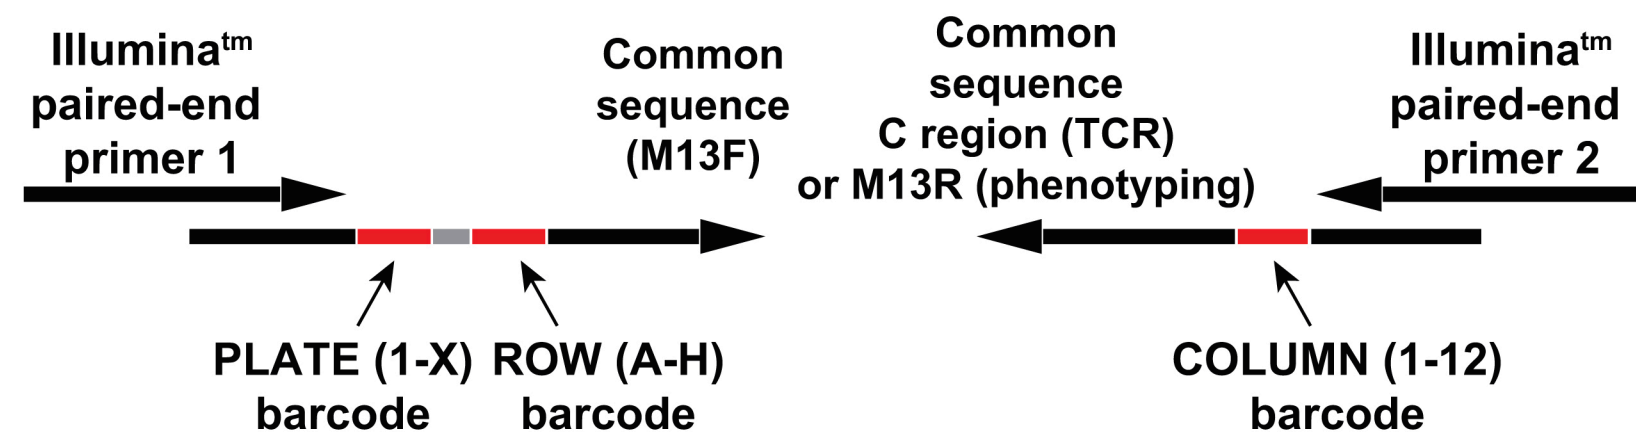 Illumina™
paired-end
primer 1
Common
sequence
(M13F)
Common
sequence
C region (TCR)
or M13R (phenotyping)
Illumina™
paired-end
primer 2
PLATE (1-X)
barcode
ROW (A-H)
barcode
COLUMN (1-12)
barcode